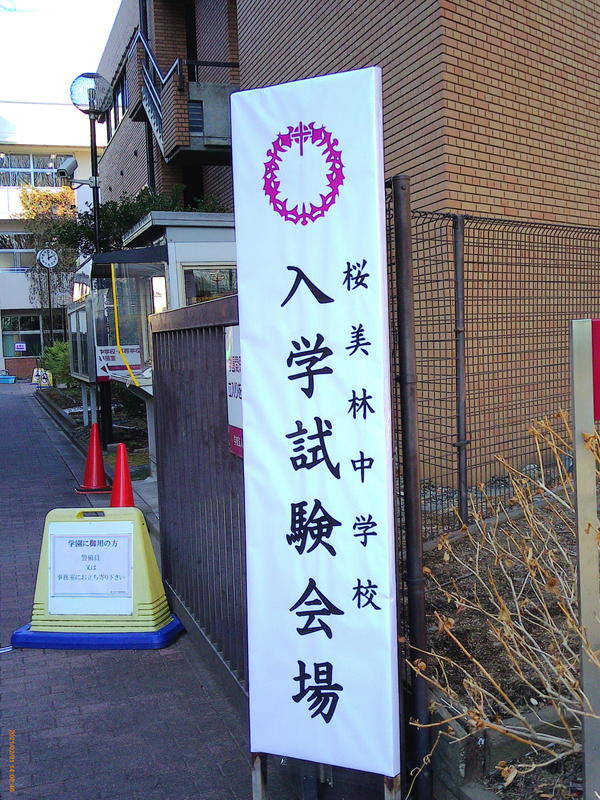 桜美林中学校
入学試験会場
学園に御用の方
警備員
又は
事務室にお立ち寄り下さい